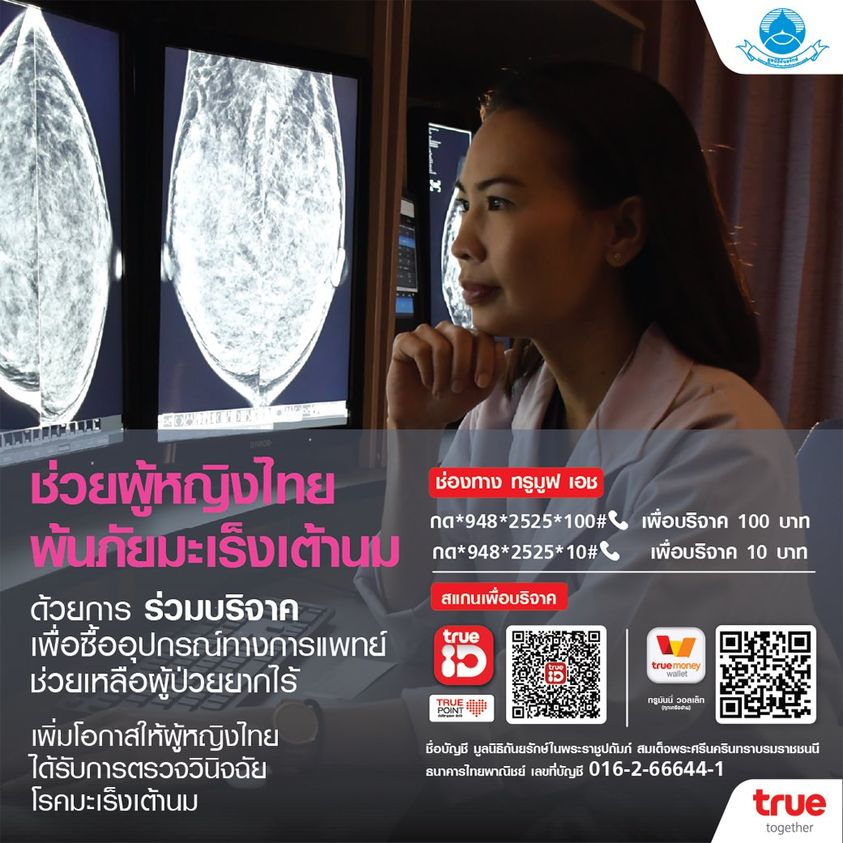 ช่วยผู้หญิงไทย
พ้นภัยมะเร็งเต้านม
ด้วยการ ร่วมบริจาค
เพื่อซื้ออุปกรณ์ทางการแพทย์
ช่วยเหลือผู้ป่วยยากไร้
เพิ่มโอกาสให้ผู้หญิงไทย
ได้รับการตรวจวินิจฉัย
โรคมะเร็งเต้านม
ช่องทาง ทรูมูฟ เอช
กด*948*2525*100# เพื่อบริจาค 100 บาท
กด*948*2525*10# เพื่อบริจาค 10 บาท
สแกนเพื่อบริจาค
true
iD
TRUE
POINT
true
iD
truemoney
wallet
ทรูมันนี่ วอลเล็ท
(ทุกเครือข่าย)
ชื่อบัญชี มูลนิธิกันยรักษ์ในพระราชูปถัมภ์ สมเด็จพระศรีนครินทราบรมราชชนนี
ธนาคารไทยพาณิชย์ เลขที่บัญชี 016-2-66644-1
true
together